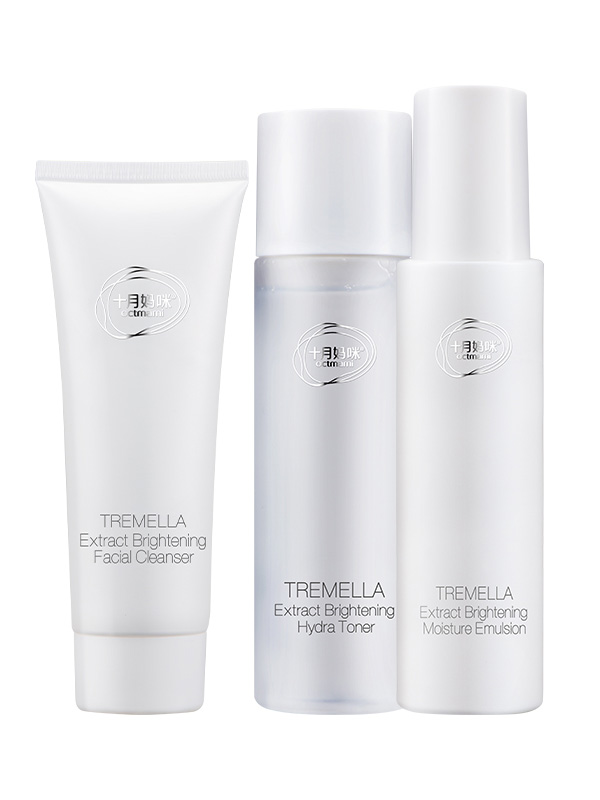 十月妈咪
octmami
TREMELLA
Extract Brightening
Facial Cleanser
十月妈咪
octmami
TREMELLA
Extract Brightening
Hydra Toner
十月妈咪
octmami
TREMELLA
Extract Brightening
Moisture Emulsion